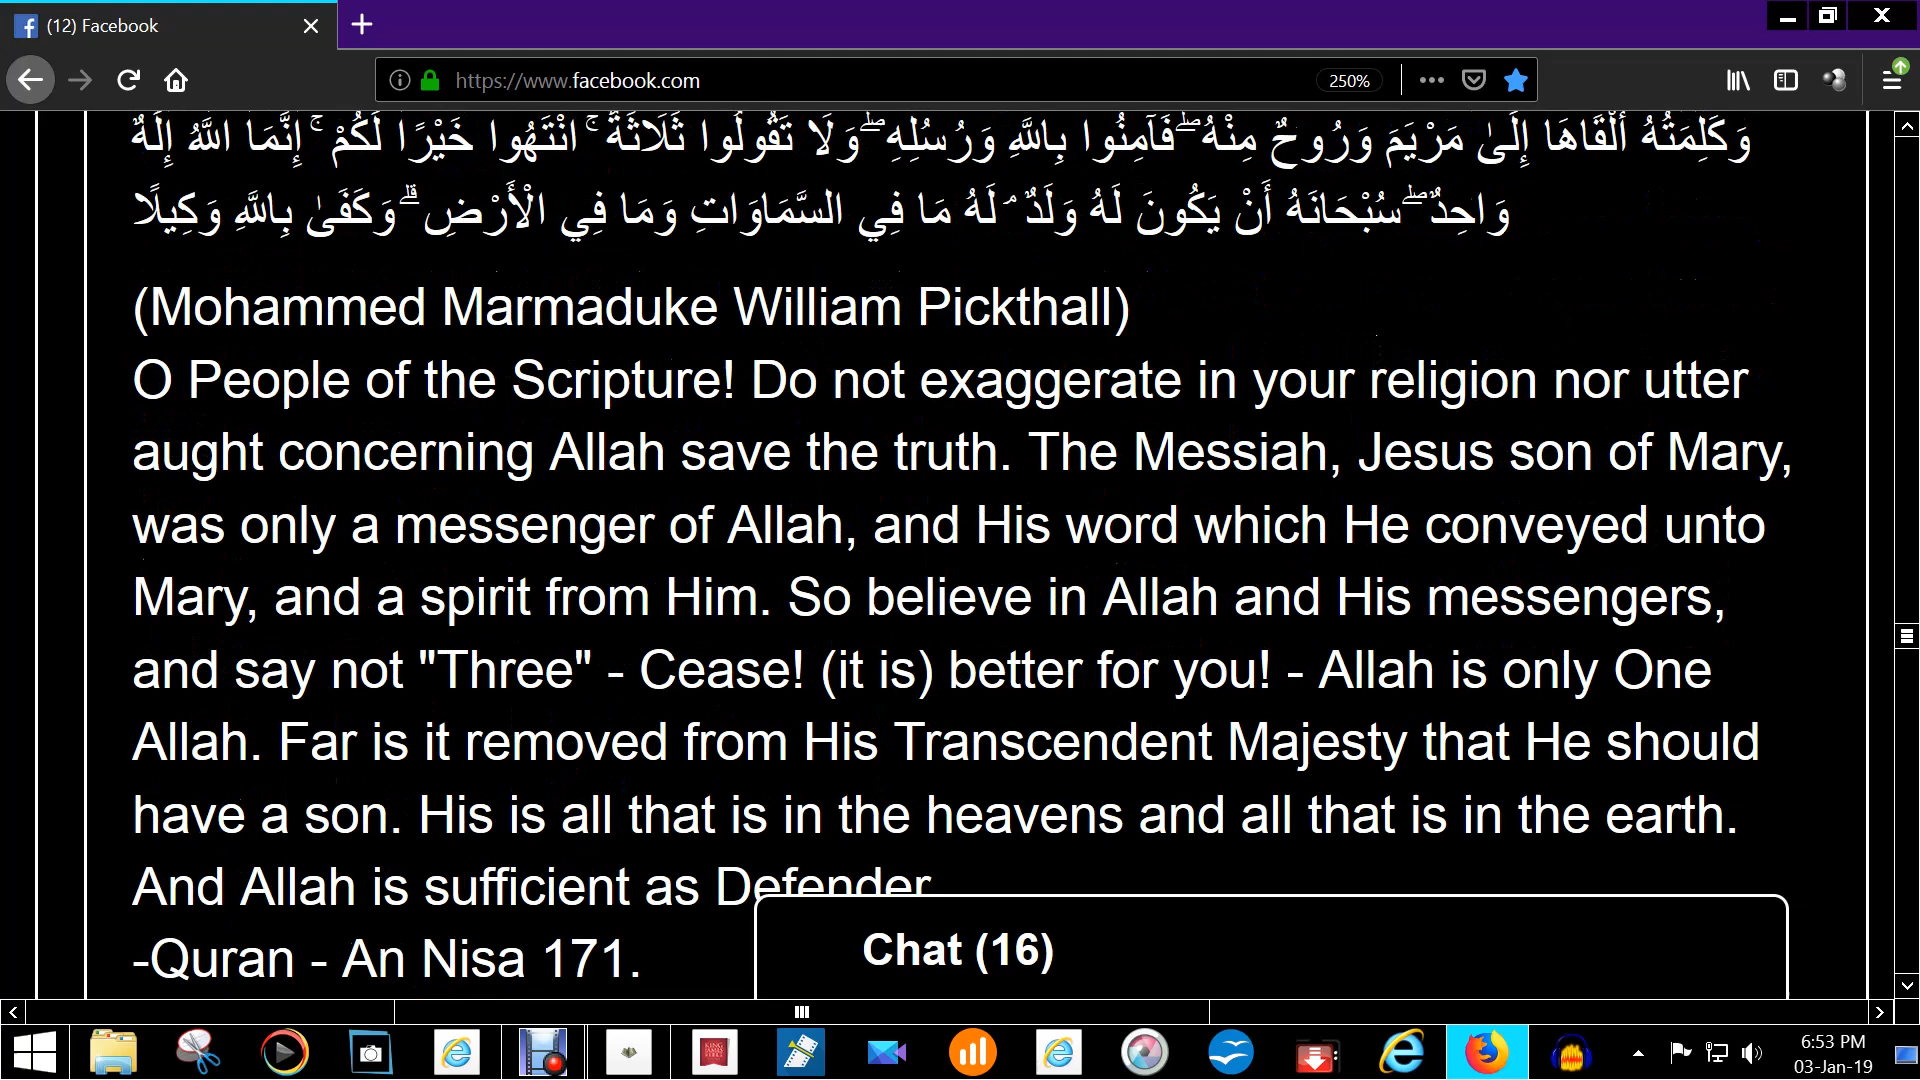 (12) Facebook
https://www.facebook.com
250%
وَكَلِمَتُهُ أَلْقَاهَا إِلَىٰ مَرْيَمَ وَرُوحٌ مِنْهُ ۖ فَآمِنُوا بِاللَّهِ وَرُسُلِهِ ۖ وَلَا تَقُولُوا ثَلَاثَةٌ ۚ انْتَهُوا خَيْرًا لَكُمْ ۚ إِنَّمَا اللَّهُ إِلَٰهٌ
وَاحِدٌ ۖ سُبْحَانَهُ أَنْ يَكُونَ لَهُ وَلَدٌ ۘ لَهُ مَا فِي السَّمَاوَاتِ وَمَا فِي الْأَرْضِ ۗ وَكَفَىٰ بِاللَّهِ وَكِيلًا
(Mohammed Marmaduke William Pickthall)
O People of the Scripture! Do not exaggerate in your religion nor utter
aught concerning Allah save the truth. The Messiah, Jesus son of Mary,
was only a messenger of Allah, and His word which He conveyed unto
Mary, and a spirit from Him. So believe in Allah and His messengers,
and say not "Three" - Cease! (it is) better for you! - Allah is only One
Allah. Far is it removed from His Transcendent Majesty that He should
have a son. His is all that is in the heavens and all that is in the earth.
And Allah is sufficient as Defender
-Quran - An Nisa 171.
Chat (16)
KING JAMES BIBLE
6:53 PM
03-Jan-19